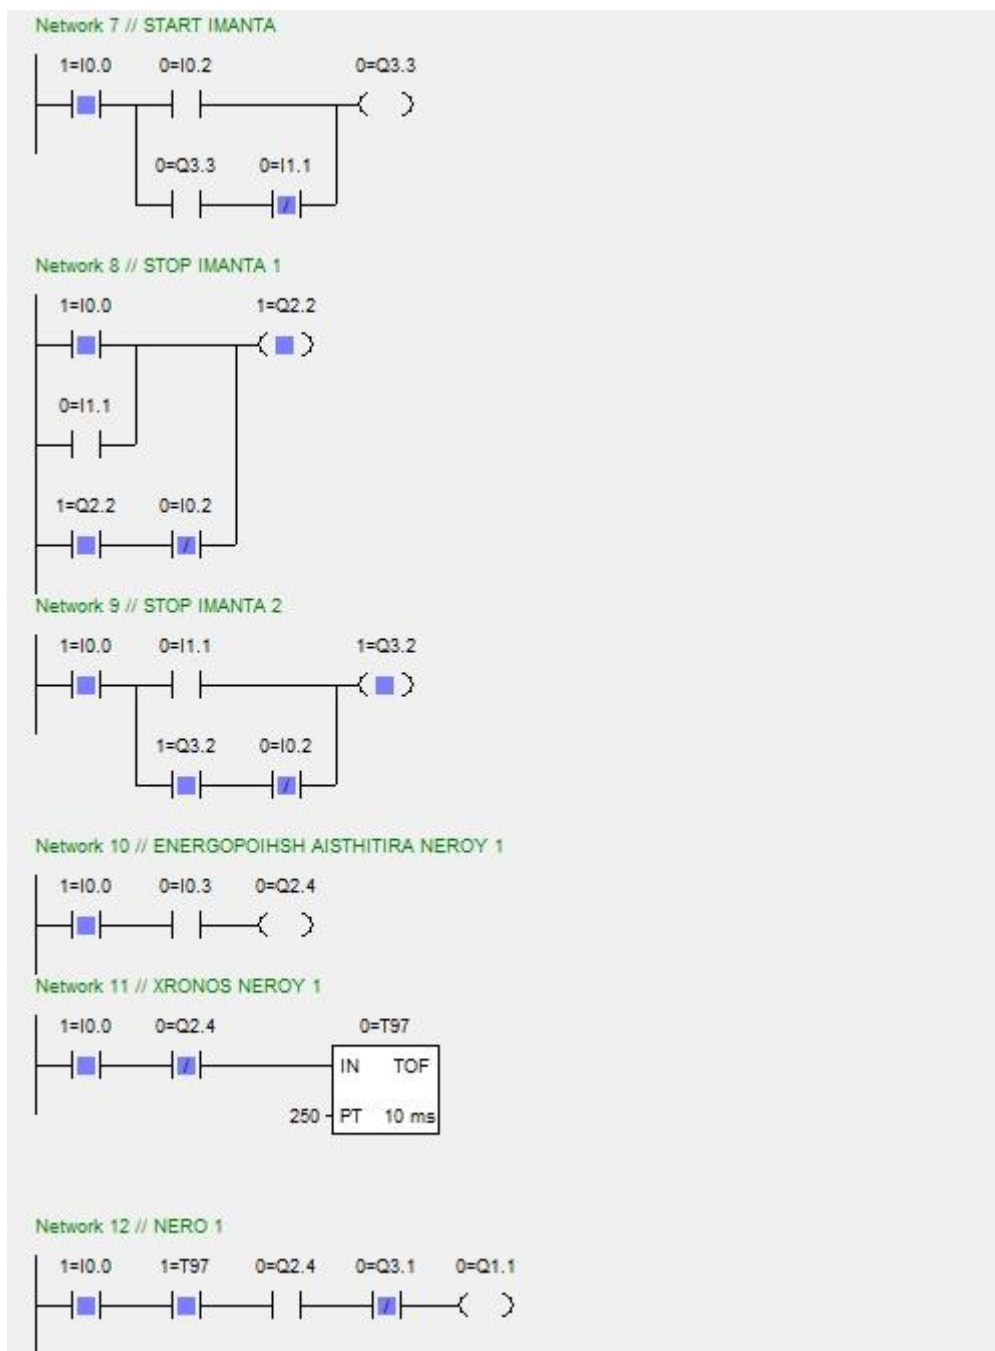 Network 7 // START IMANTA
1=I0.0 0=I0.2 0=Q3.3
0=Q3.3 0=I1.1
/
Network 8 // STOP IMANTA 1
1=I0.0 1=Q2.2
0=I1.1
1=Q2.2 0=I0.2
/
Network 9 // STOP IMANTA 2
1=I0.0 0=I1.1 1=Q3.2
1=Q3.2 0=I0.2
/
Network 10 // ENERGOPOIHSH AISTHITIRA NEROY 1
1=I0.0 0=I0.3 0=Q2.4
Network 11 // XRONOS NEROY 1
1=I0.0 0=Q2.4 0=T97
/ IN TOF
250 PT 10 ms
Network 12 // NERO 1
1=I0.0 1=T97 0=Q2.4 0=Q3.1 0=Q1.1
/